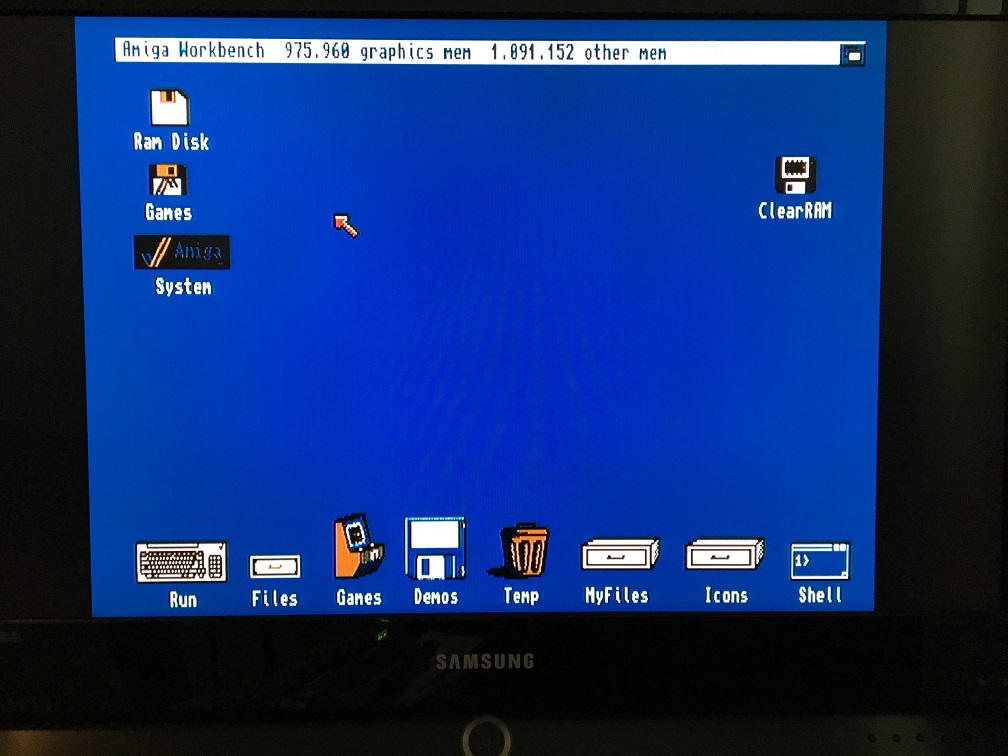 Amiga Workbench 975.960 graphics mem 1.091.152 other mem
Ram Disk
Games
ClearRAM
Amiga
System
1>
Run Files Games Demos Temp MyFiles Icons Shell
SAMSUNG